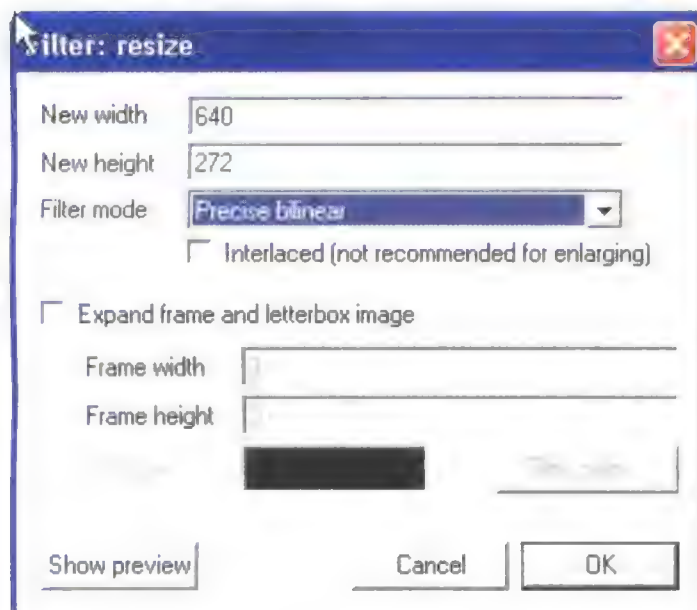 Filter: resize
New width 640
New height 272
Filter mode Precise bilinear
Interlaced (not recommended for enlarging)
Expand frame and letterbox image
Frame width
Frame height
Show preview Cancel OK